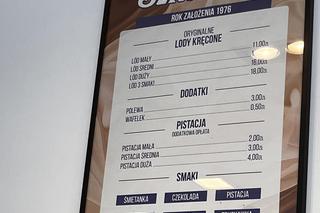 ROK ZAŁOŻENIA 1976
ORYGINALNE
LODY KRĘCONE
LÓD MAŁY 11,00ZŁ
LÓD ŚREDNI 16,00ZŁ
LÓD DUŻY 18,00ZŁ
LÓD 3 SMAKI
DODATKI
POLEWA 3,00ZŁ
WAFELEK 0,50ZŁ
PISTACJA
DODATKOWA OPŁATA
PISTACJA MAŁA 2,00ZŁ
PISTACJA ŚREDNIA 3,00ZŁ
PISTACJA DUŻA 4,00ZŁ
SMAKI
ŚMIETANKA CZEKOLADA PISTACJA